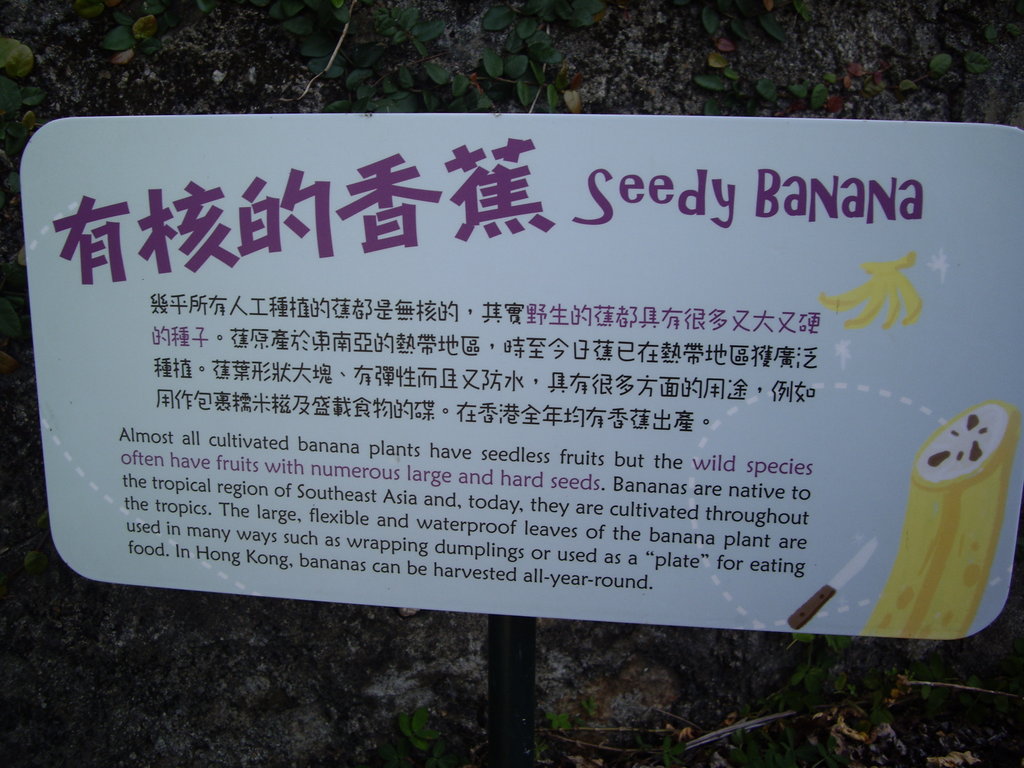 有核的香蕉 Seedy Banana
幾乎所有人工種植的蕉都是無核的，其實野生的蕉都具有很多又大又硬
的種子。蕉原產於東南亞的熱帶地區，時至今日蕉已在熱帶地區獲廣泛
種植。蕉葉形狀大塊、有彈性而且又防水，具有很多方面的用途，例如
用作包裹糯米糍及盛載食物的碟。在香港全年均有香蕉出產。
Almost all cultivated banana plants have seedless fruits but the wild species
often have fruits with numerous large and hard seeds. Bananas are native to
the tropical region of Southeast Asia and, today, they are cultivated throughout
the tropics. The large, flexible and waterproof leaves of the banana plant are
used in many ways such as wrapping dumplings or used as a “plate” for eating
food. In Hong Kong, bananas can be harvested all-year-round.